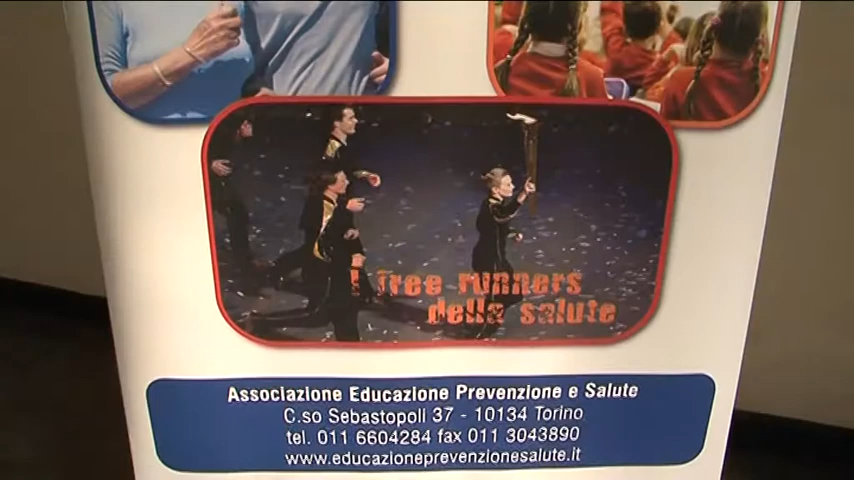 I free runners
della salute
Associazione Educazione Prevenzione e Salute
C.so Sebastopoli 37 - 10134 Torino
tel. 011 6604284 fax 011 3043890
www.educazioneprevenzionesalute.it